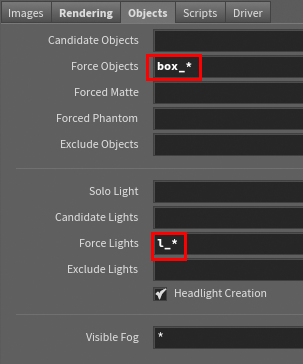 Images Rendering Objects Scripts Driver
Candidate Objects
Force Objects box_*
Forced Matte
Forced Phantom
Exclude Objects
Solo Light
Candidate Lights
Force Lights l_*
Exclude Lights
Headlight Creation
Visible Fog *